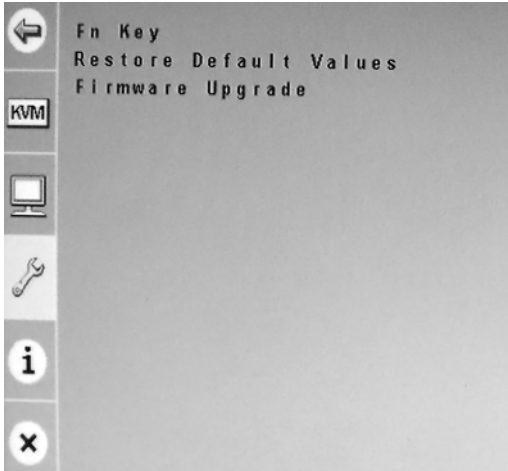 Fn Key
Restore Default Values
Firmware Upgrade
KVM
i
x